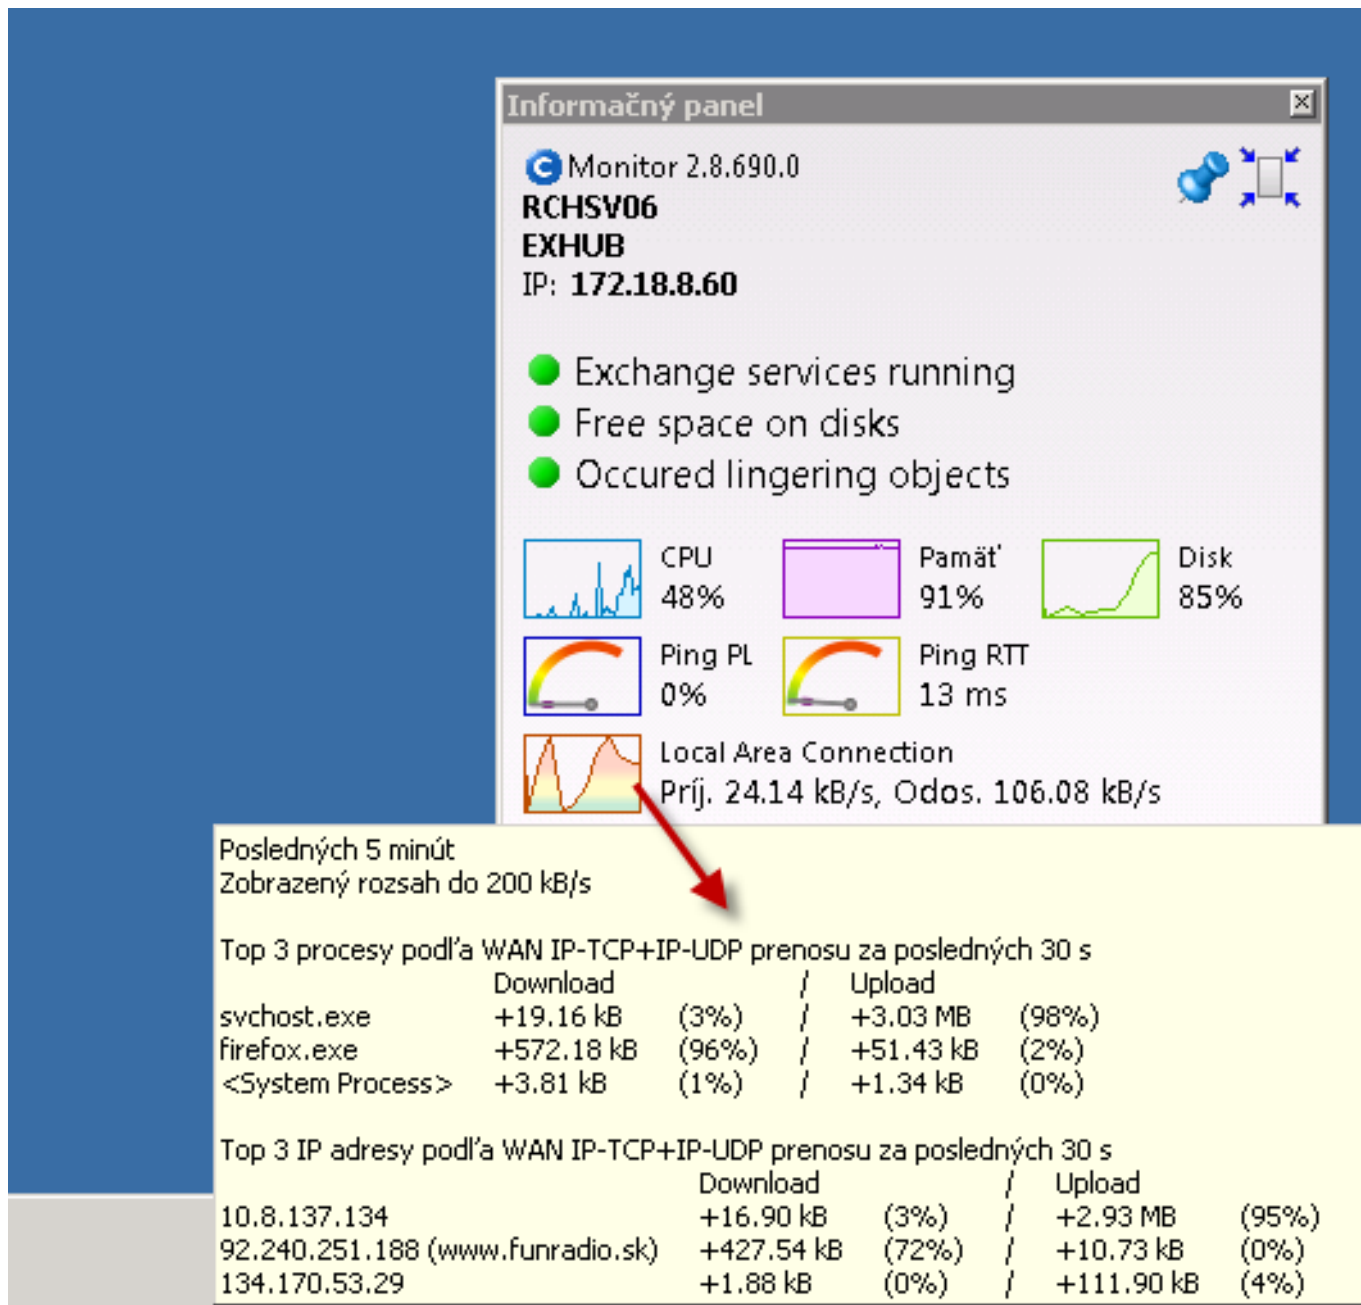 Informačný panel
Monitor 2.8.690.0
RCHSV06
EXHUB
IP: 172.18.8.60
Exchange services running
Free space on disks
Occured lingering objects
CPU Pamäť Disk
48% 91% 85%
Ping PL Ping RTT
0% 13 ms
Local Area Connection
Príj. 24.14 kB/s, Odos. 106.08 kB/s
Posledných 5 minút
Zobrazený rozsah do 200 kB/s
Top 3 procesy podľa WAN IP-TCP+IP-UDP prenosu za posledných 30 s
Download / Upload
svchost.exe +19.16 kB (3%) / +3.03 MB (98%)
firefox.exe +572.18 kB (96%) / +51.43 kB (2%)
<System Process> +3.81 kB (1%) / +1.34 kB (0%)
Top 3 IP adresy podľa WAN IP-TCP+IP-UDP prenosu za posledných 30 s
Download / Upload
10.8.137.134 +16.90 kB (3%) / +2.93 MB (95%)
92.240.251.188 (www.funradio.sk) +427.54 kB (72%) / +10.73 kB (0%)
134.170.53.29 +1.88 kB (0%) / +111.90 kB (4%)